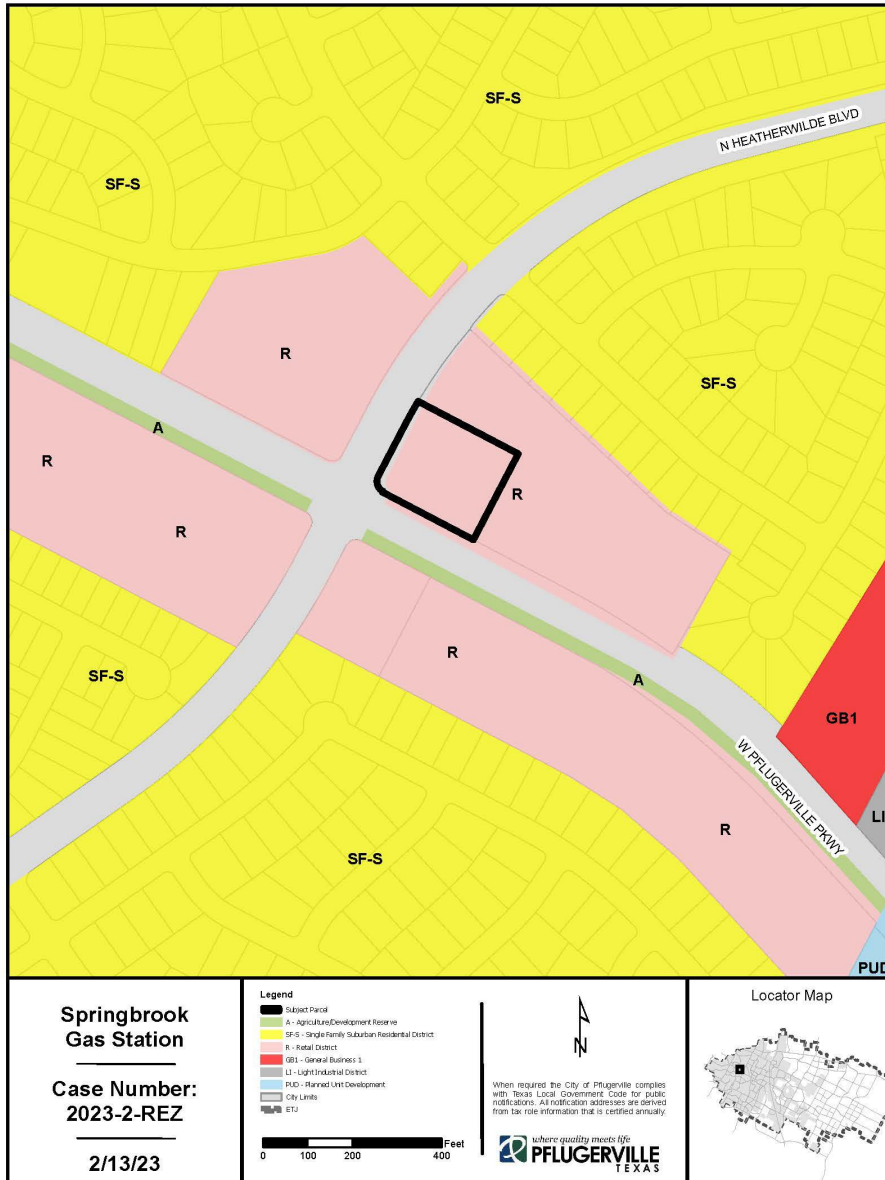 SF-S
N HEATHERWILDE BLVD
SF-S
R
SF-S
A
R
R
R
SF-S
R
A
GB1
W PFLUGERVILLE PKWY
LI
R
SF-S
PUD
Springbrook
Gas Station
Case Number:
2023-2-REZ
2/13/23
Legend
Subject Parcel
A - Agriculture/Development Reserve
SF-S - Single Family Suburban Residential District
R - Retail District
GB1 - General Business 1
LI - Light Industrial District
PUD - Planned Unit Development
City Limits
ETJ
Feet
0 100 200 400
N
When required the City of Pflugerville complies
with Texas Local Government Code for public
notifications. All notification addresses are derived
from tax role information that is certified annually.
where quality meets life
PFLUGERVILLE
TEXAS
Locator Map